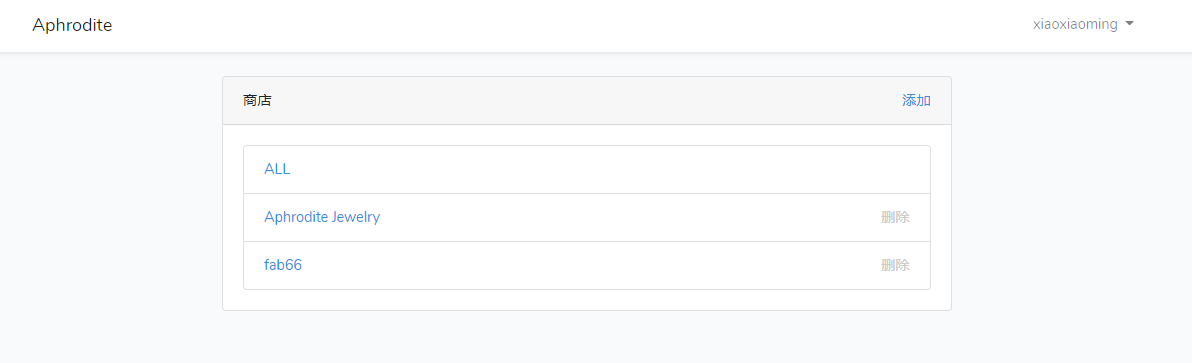 Aphrodite xiaoxiaoming
商店 添加
ALL
Aphrodite Jewelry 删除
fab66 删除